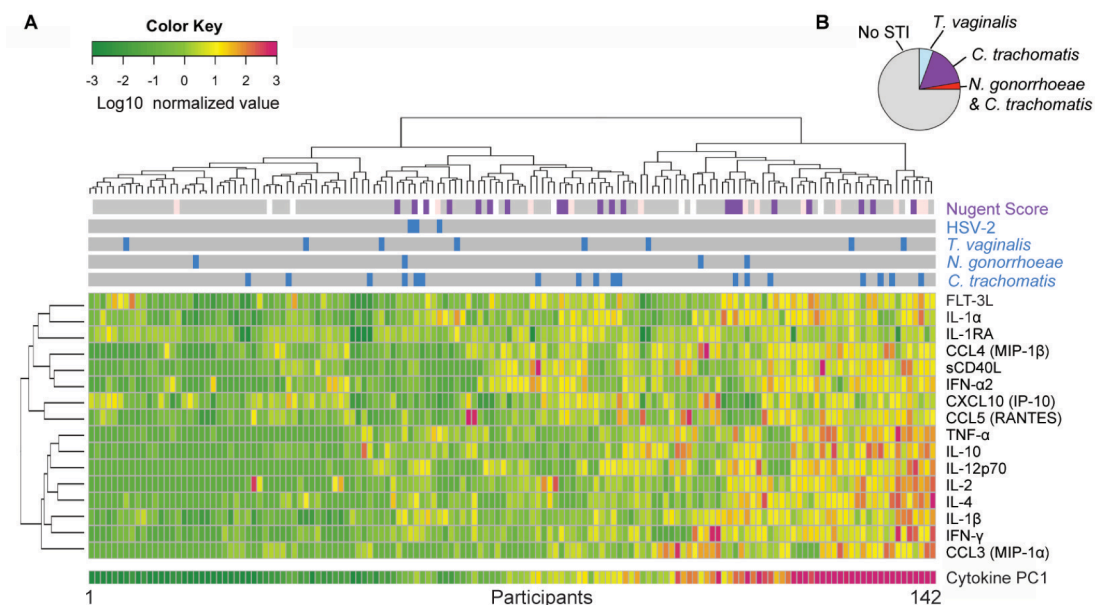 A
Color Key
-3 -2 -1 0 1 2 3
Log10 normalized value
B
No STI
T. vaginalis
C. trachomatis
N. gonorrhoeae
& C. trachomatis
Nugent Score
HSV-2
T. vaginalis
N. gonorrhoeae
C. trachomatis
FLT-3L
IL-1α
IL-1RA
CCL4 (MIP-1β)
sCD40L
IFN-α2
CXCL10 (IP-10)
CCL5 (RANTES)
TNF-α
IL-10
IL-12p70
IL-2
IL-4
IL-1β
IFN-γ
CCL3 (MIP-1α)
Cytokine PC1
1 Participants 142